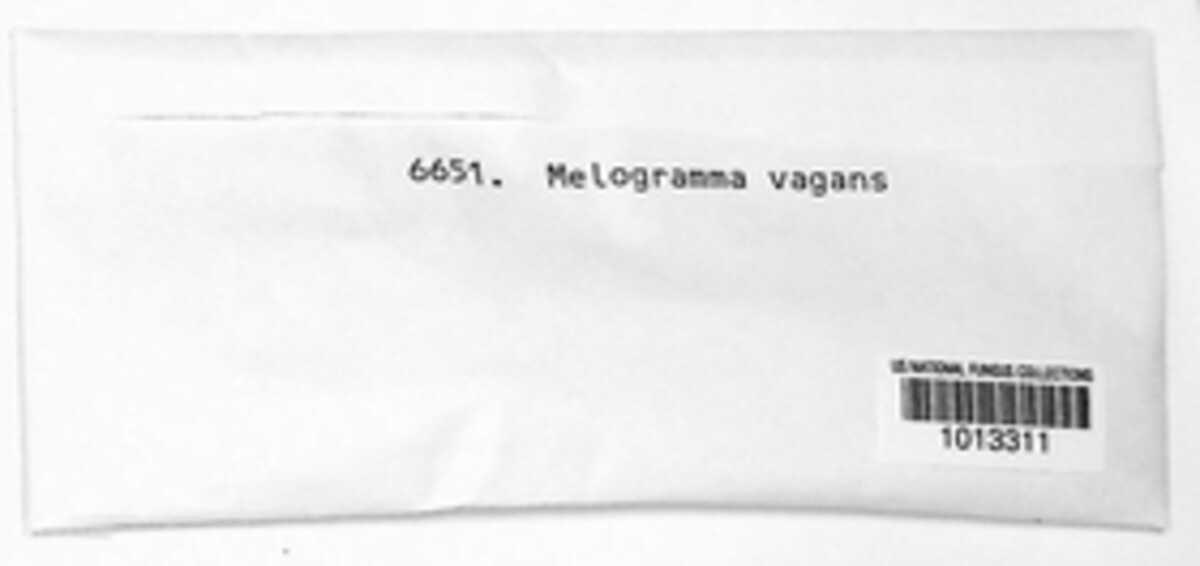 6651. Melogramma vagans
US NATIONAL FUNGUS COLLECTIONS
1013311